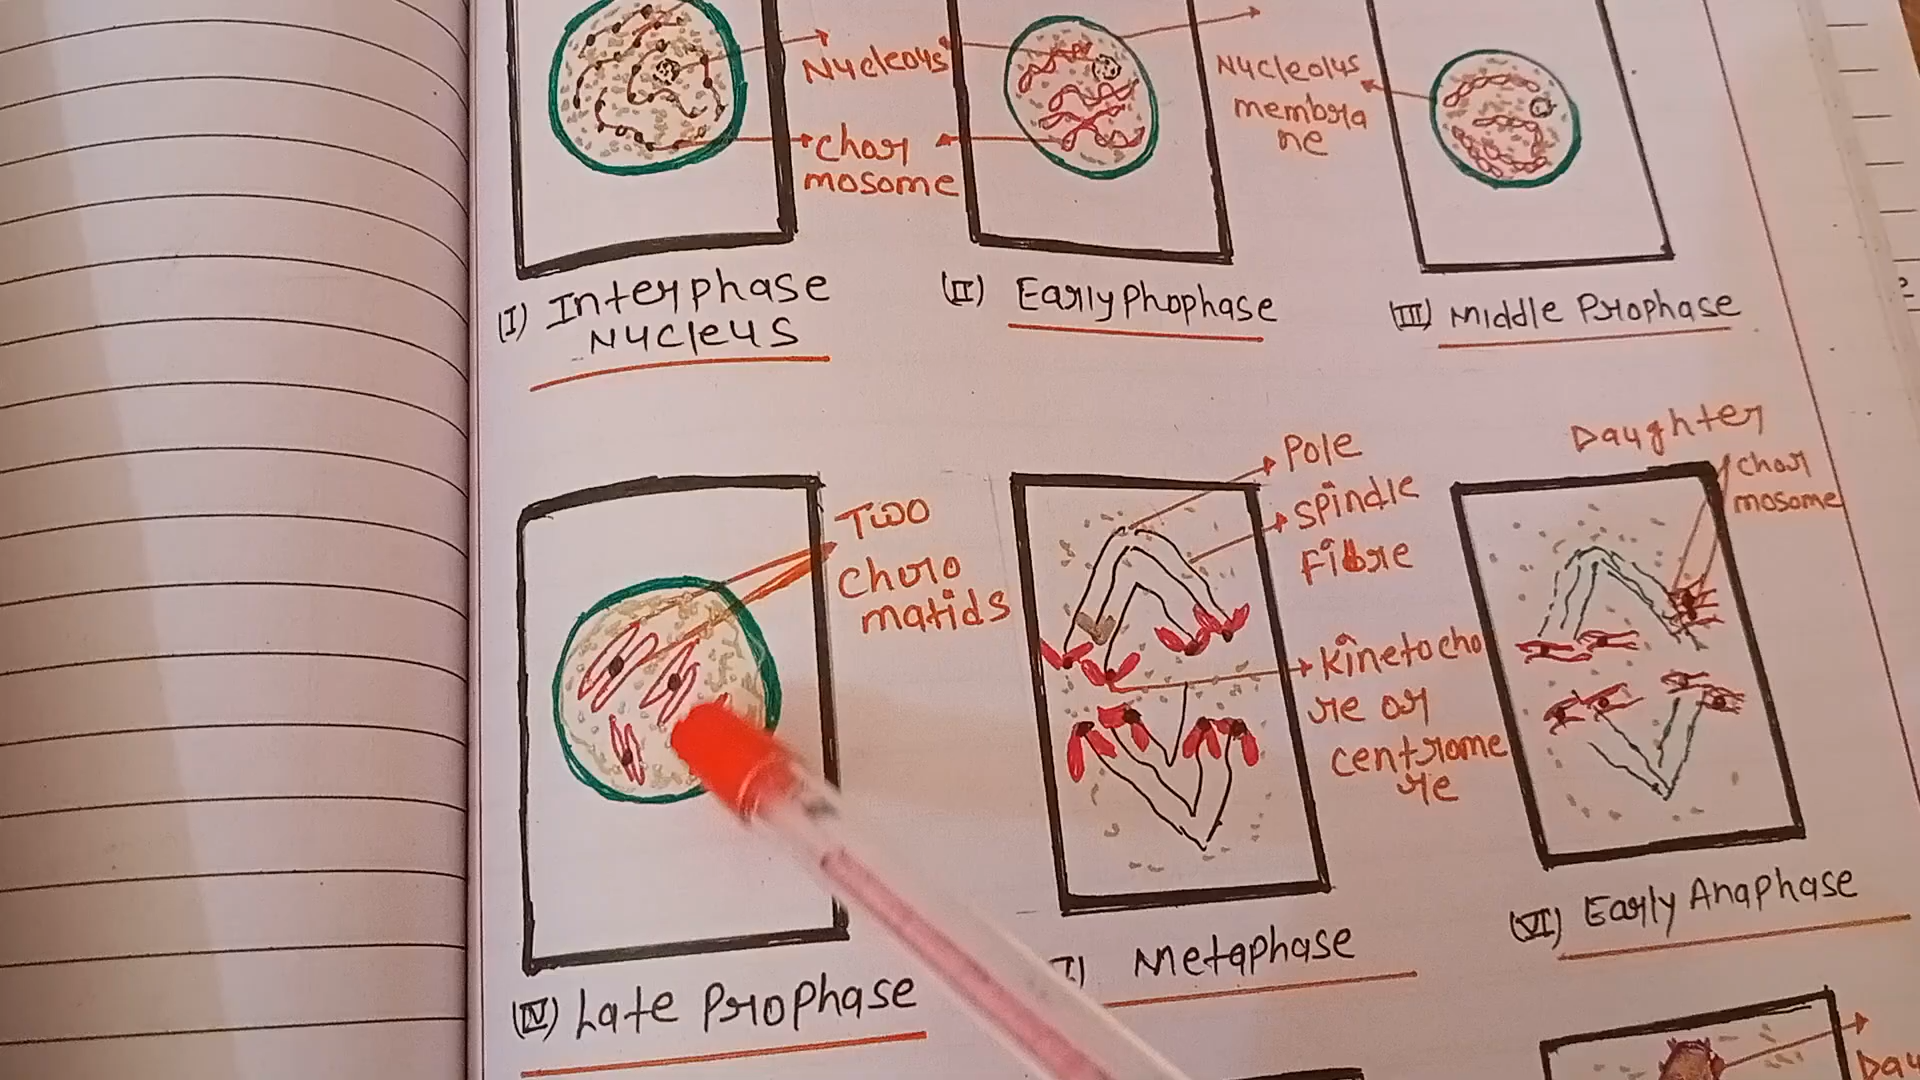 Nucleous
Chor
mosome
Nucleolus
membra
ne
(I) Interphase
Nucleus
(II) Early Phophase
(III) Middle Prophase
Two
Chro
matids
Pole
Spindle
Fibre
Kinetocho
re or
centrome
re
Daughter
Chor
mosome
(IV) Late Prophase
Metaphase
(VI) Early Anaphase
Dau